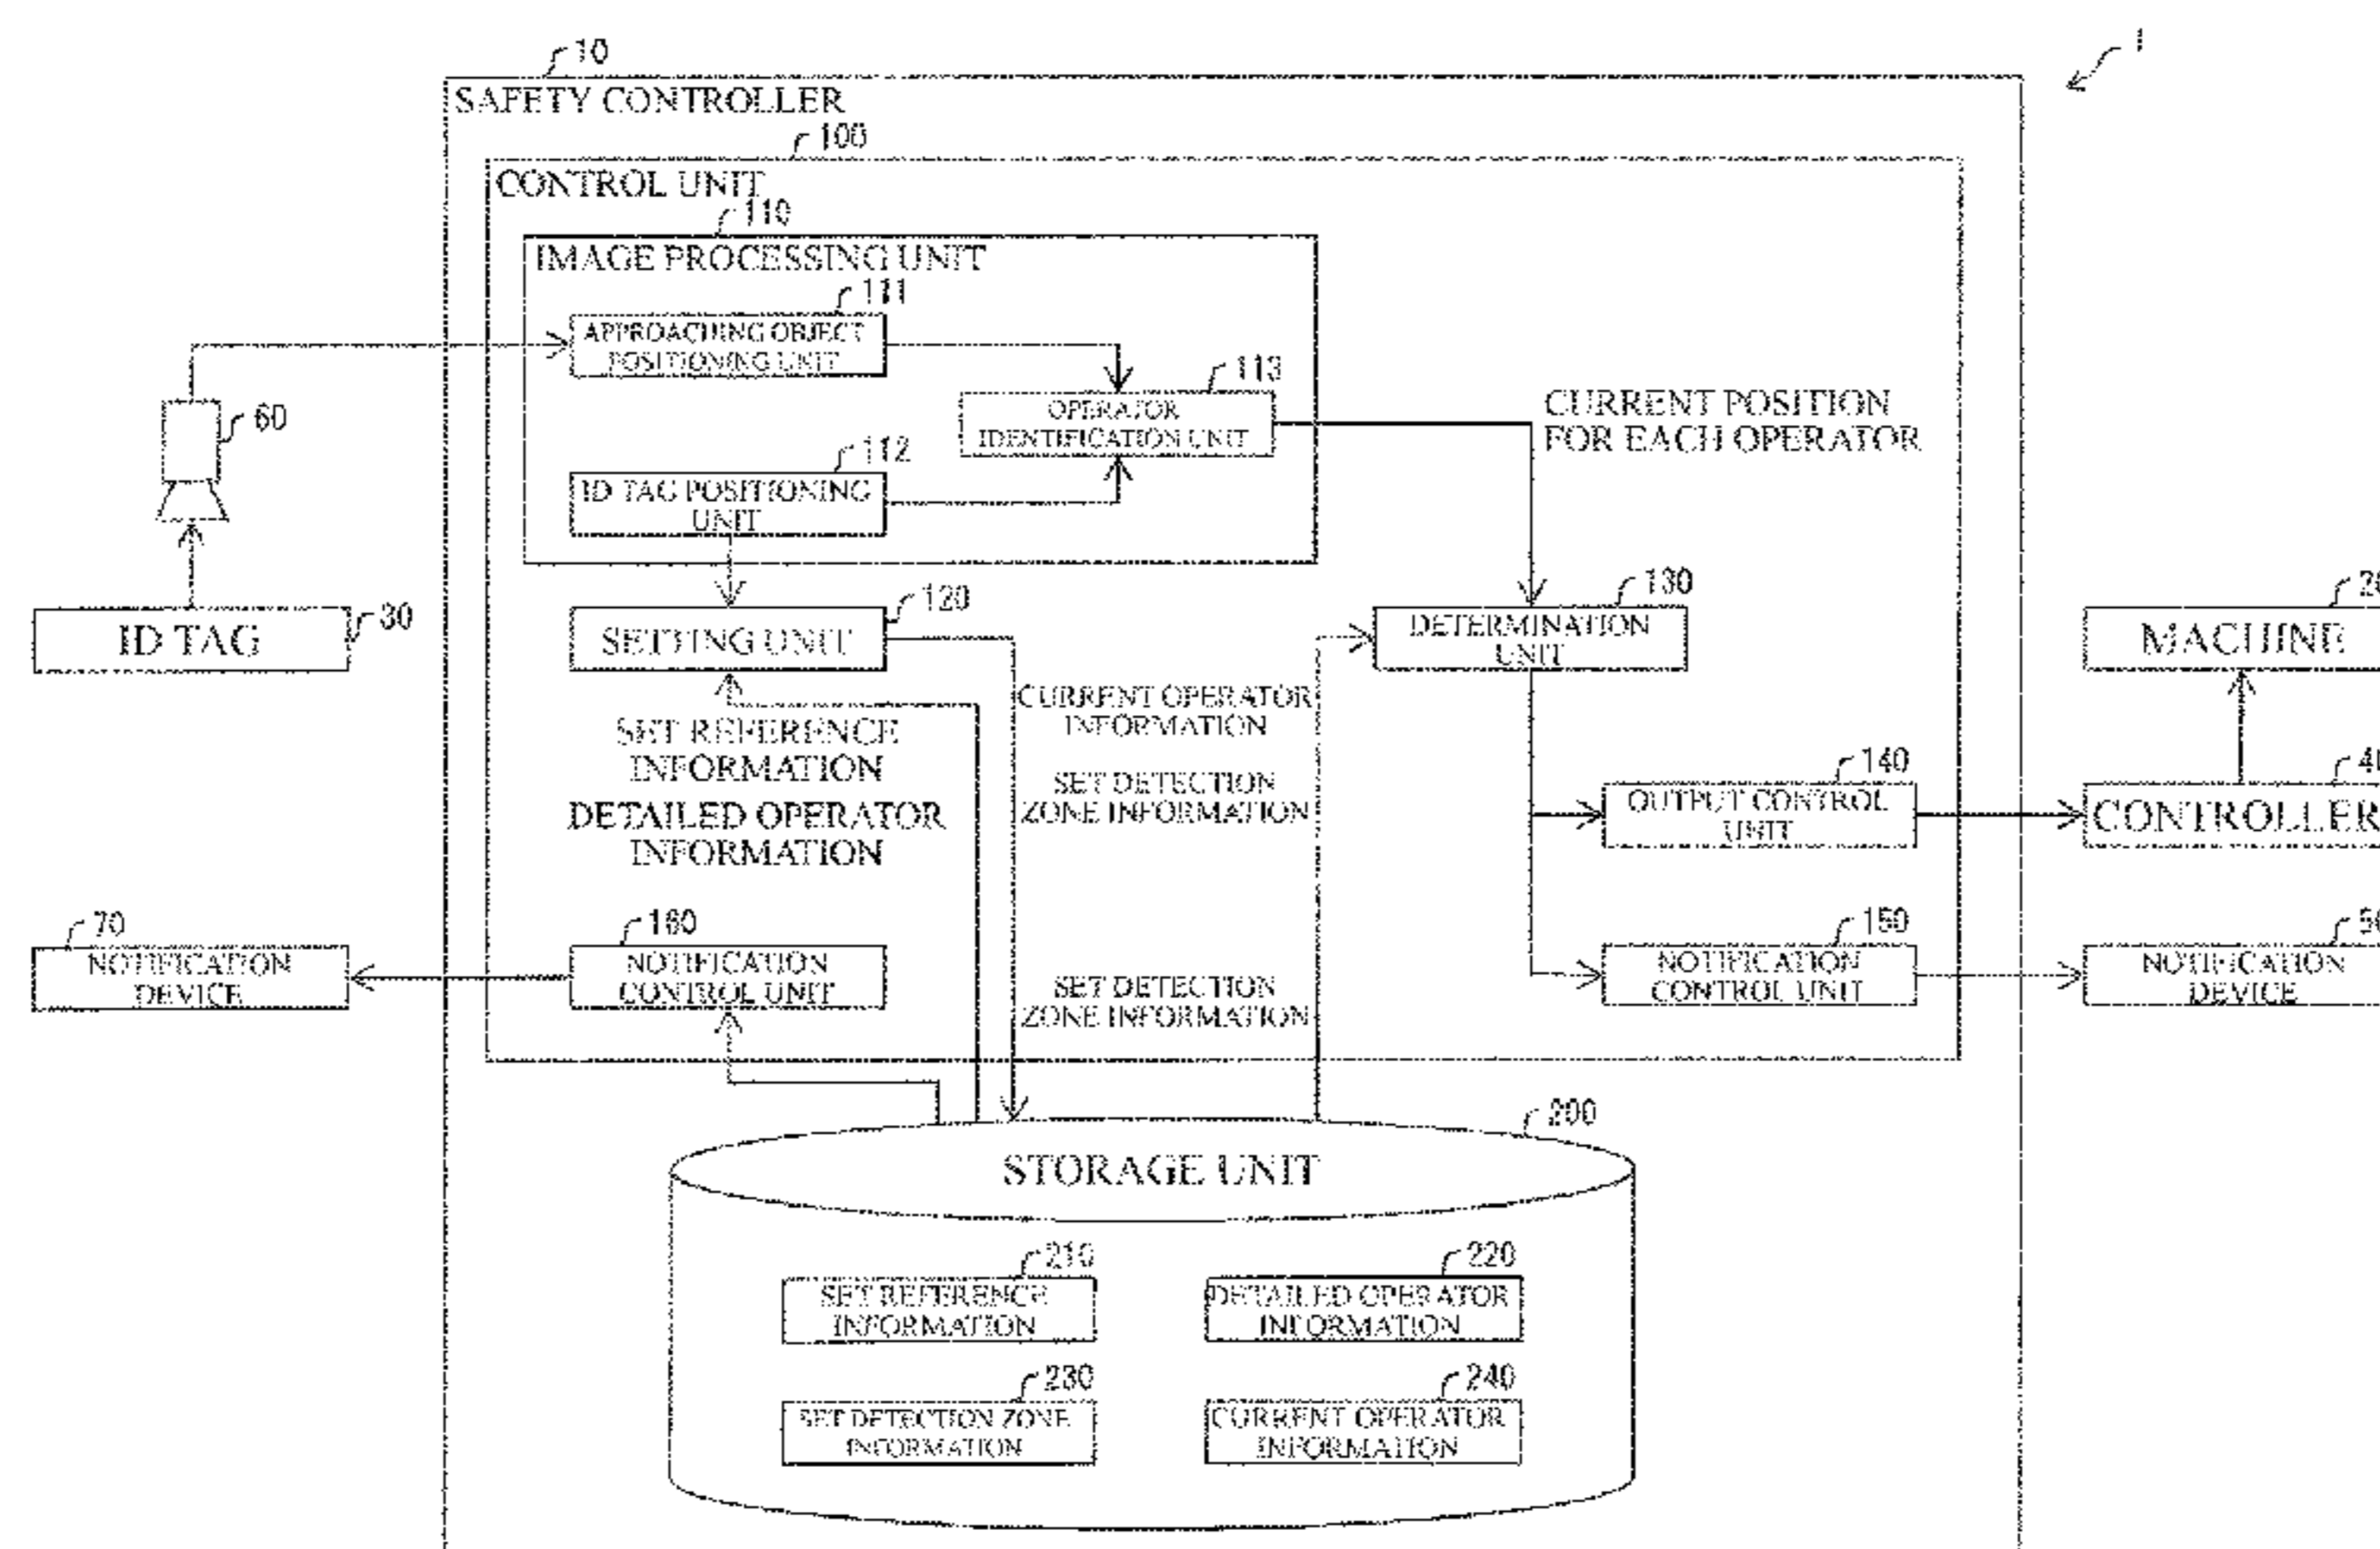 10
1
SAFETY CONTROLLER
100
CONTROL UNIT
110
IMAGE PROCESSING UNIT
111
APPROACHING OBJECT
POSITIONING UNIT
60
113
OPERATOR
IDENTIFICATION UNIT
CURRENT POSITION
FOR EACH OPERATOR
112
ID TAG POSITIONING
UNIT
30
ID TAG
120
SETTING UNIT
130
DETERMINATION
UNIT
MACHINE
CURRENT OPERATOR
INFORMATION
SET REFERENCE
INFORMATION
SET DETECTION
ZONE INFORMATION
DETAILED OPERATOR
INFORMATION
140
OUTPUT CONTROL
UNIT
CONTROLLER
70
NOTIFICATION
DEVICE
160
NOTIFICATION
CONTROL UNIT
SET DETECTION
ZONE INFORMATION
150
NOTIFICATION
CONTROL UNIT
NOTIFICATION
DEVICE
200
STORAGE UNIT
210
SET REFERENCE
INFORMATION
220
DETAILED OPERATOR
INFORMATION
230
SET DETECTION ZONE
INFORMATION
240
CURRENT OPERATOR
INFORMATION